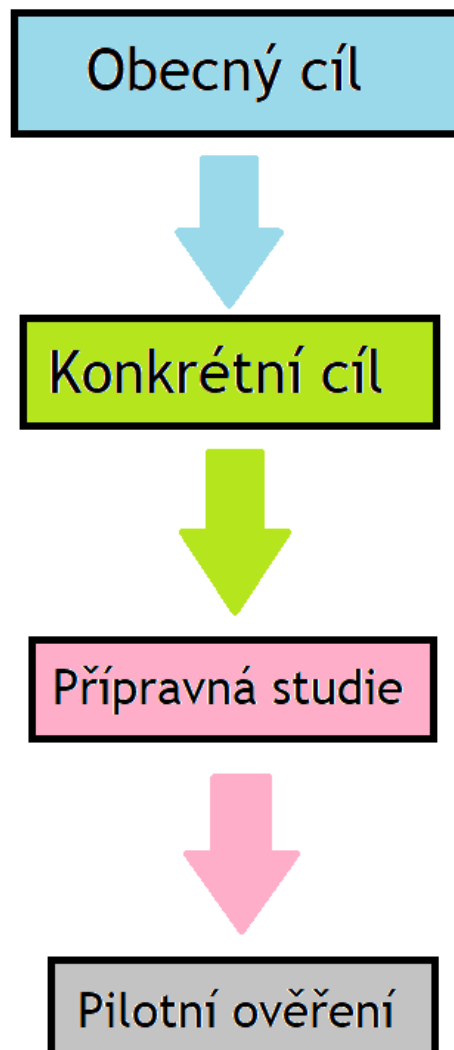 Obecný cíl
Konkrétní cíl
Přípravná studie
Pilotní ověření